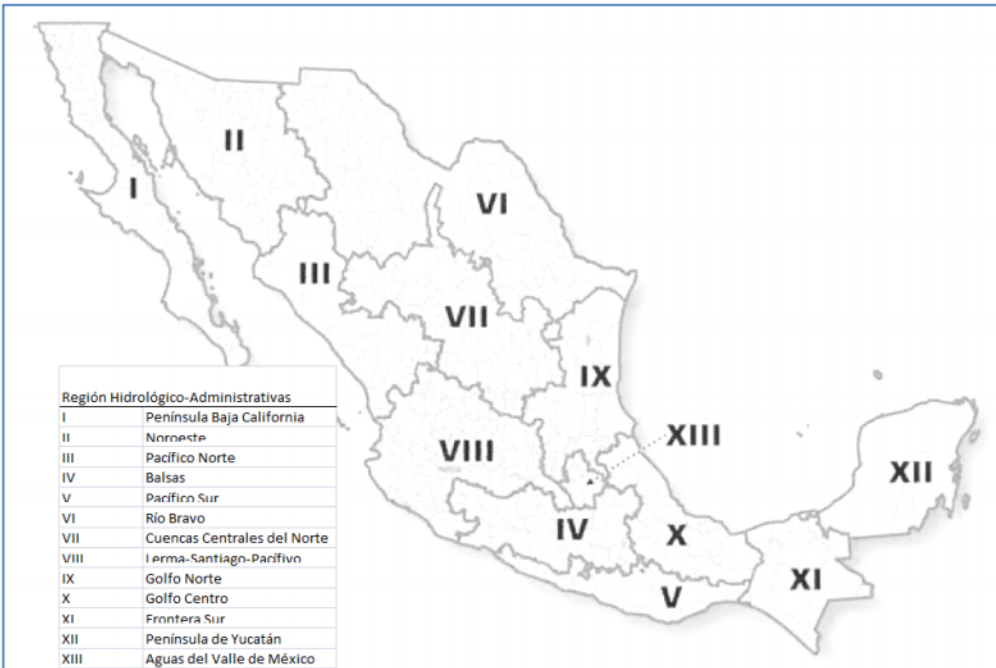 II
I
VI
III
VII
IX
XIII
VIII
XII
IV
X
XI
V
Región Hidrológico-Administrativas
I Península Baja California
II Noroeste
III Pacífico Norte
IV Balsas
V Pacífico Sur
VI Río Bravo
VII Cuencas Centrales del Norte
VIII Lerma-Santiago-Pacífivo
IX Golfo Norte
X Golfo Centro
XI Frontera Sur
XII Península de Yucatán
XIII Aguas del Valle de México